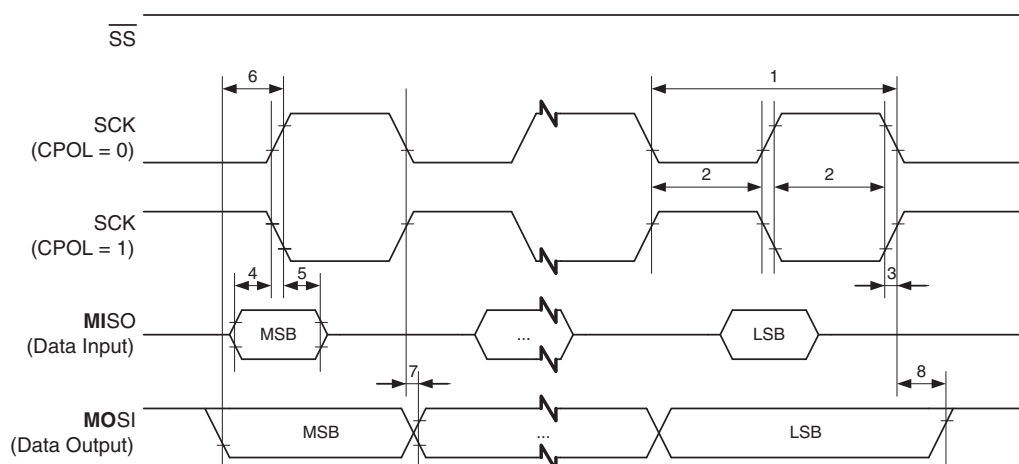 SS
6
1
SCK
(CPOL = 0)
2
2
SCK
(CPOL = 1)
4
5
3
MISO
(Data Input)
MSB
...
LSB
7
8
MOSI
(Data Output)
MSB
...
LSB